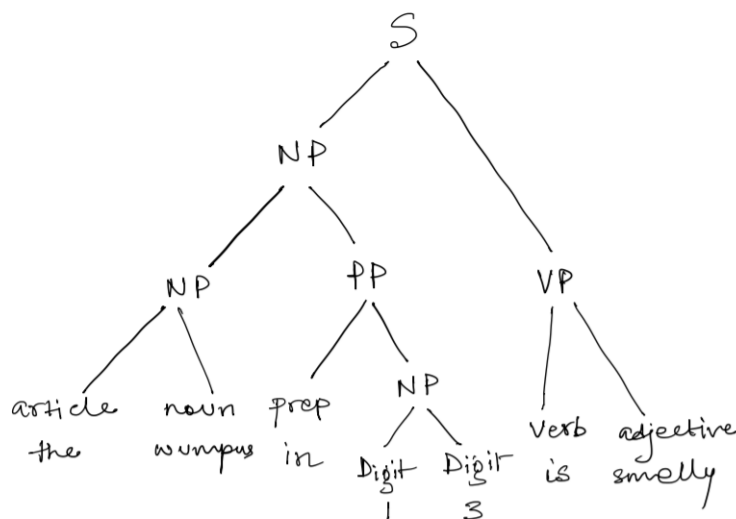 S
NP
NP PP VP
NP
article noun prep verb adjective
the wumpus in Digit Digit is smelly
1 3